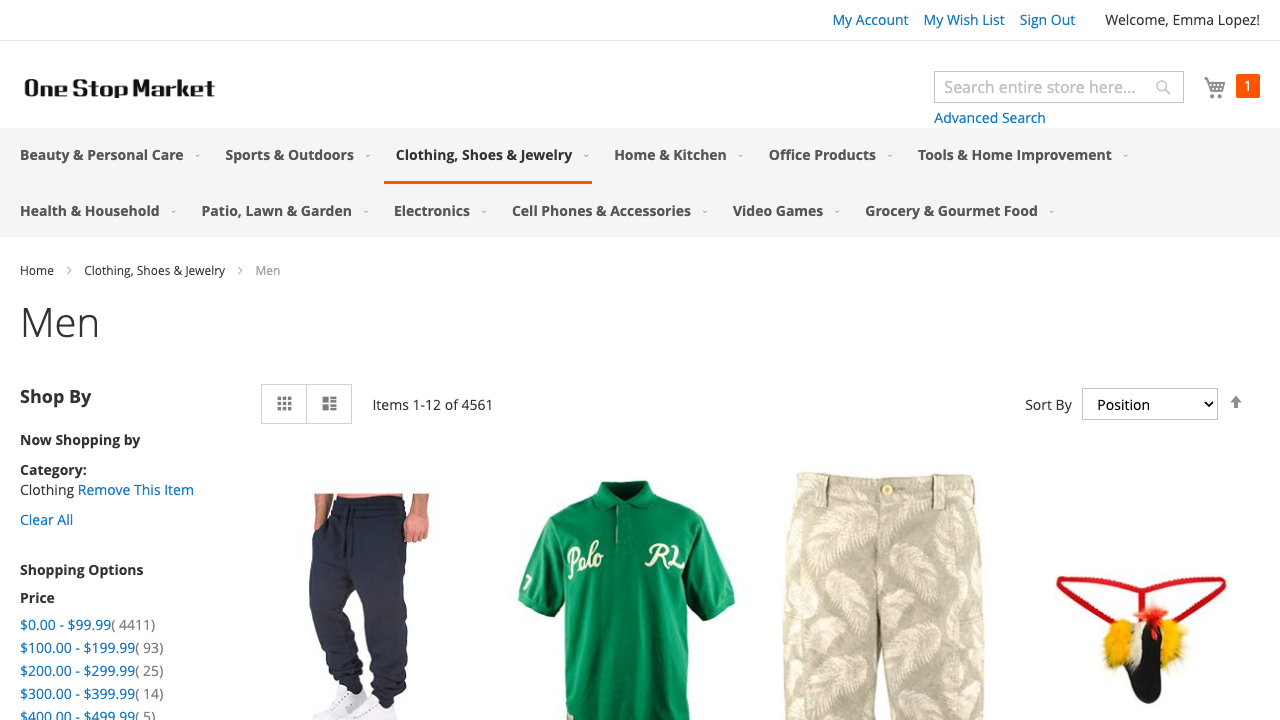 My Account My Wish List Sign Out Welcome, Emma Lopez!
One Stop Market
Search entire store here... 1
Advanced Search
Beauty & Personal Care Sports & Outdoors Clothing, Shoes & Jewelry Home & Kitchen Office Products Tools & Home Improvement
Health & Household Patio, Lawn & Garden Electronics Cell Phones & Accessories Video Games Grocery & Gourmet Food
Home Clothing, Shoes & Jewelry Men
Men
Shop By
Items 1-12 of 4561
Sort By Position
Now Shopping by
Category:
Clothing Remove This Item
Clear All
Shopping Options
Price
$0.00 - $99.99( 4411)
$100.00 - $199.99( 93)
$200.00 - $299.99( 25)
$300.00 - $399.99( 14)
$400.00 - $499.99( 5)
Polo RL
7